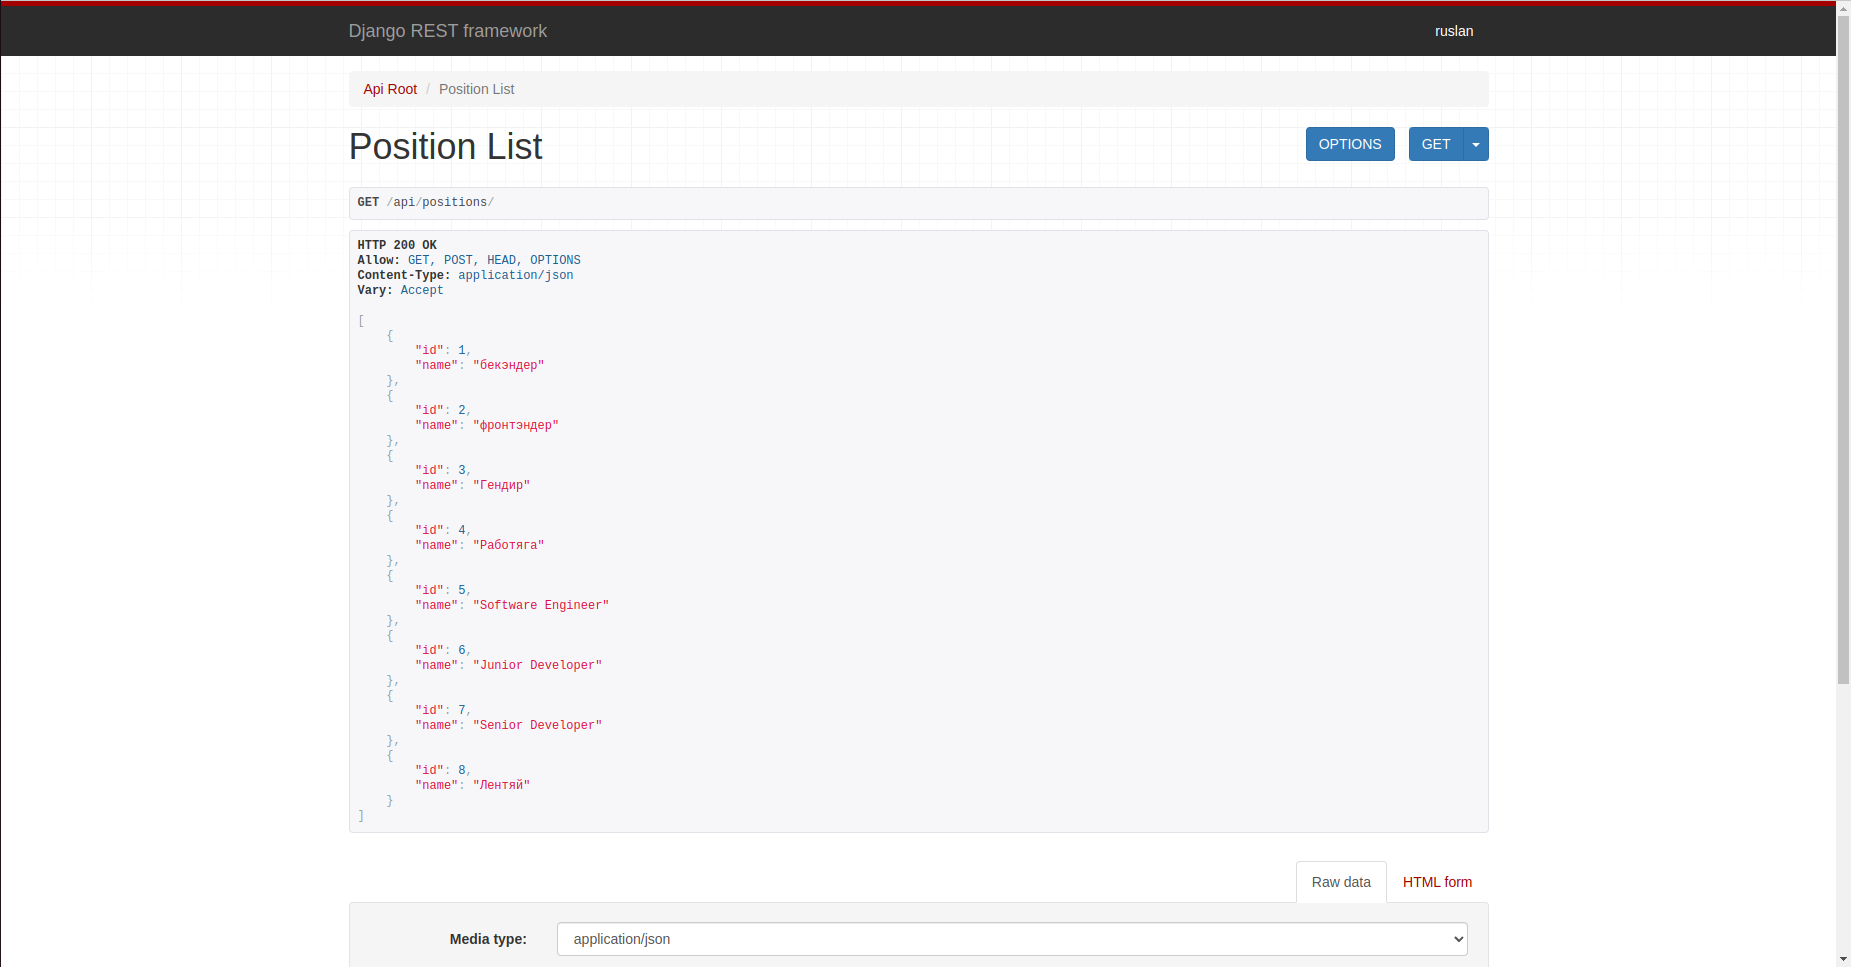 Django REST framework
ruslan
Api Root / Position List
Position List
OPTIONS
GET
GET /api/positions/
HTTP 200 OK
Allow: GET, POST, HEAD, OPTIONS
Content-Type: application/json
Vary: Accept
[
    {
        "id": 1,
        "name": "бекэндер"
    },
    {
        "id": 2,
        "name": "фронтэндер"
    },
    {
        "id": 3,
        "name": "Гендир"
    },
    {
        "id": 4,
        "name": "Работяга"
    },
    {
        "id": 5,
        "name": "Software Engineer"
    },
    {
        "id": 6,
        "name": "Junior Developer"
    },
    {
        "id": 7,
        "name": "Senior Developer"
    },
    {
        "id": 8,
        "name": "Лентяй"
    }
]
Raw data
HTML form
Media type:
application/json